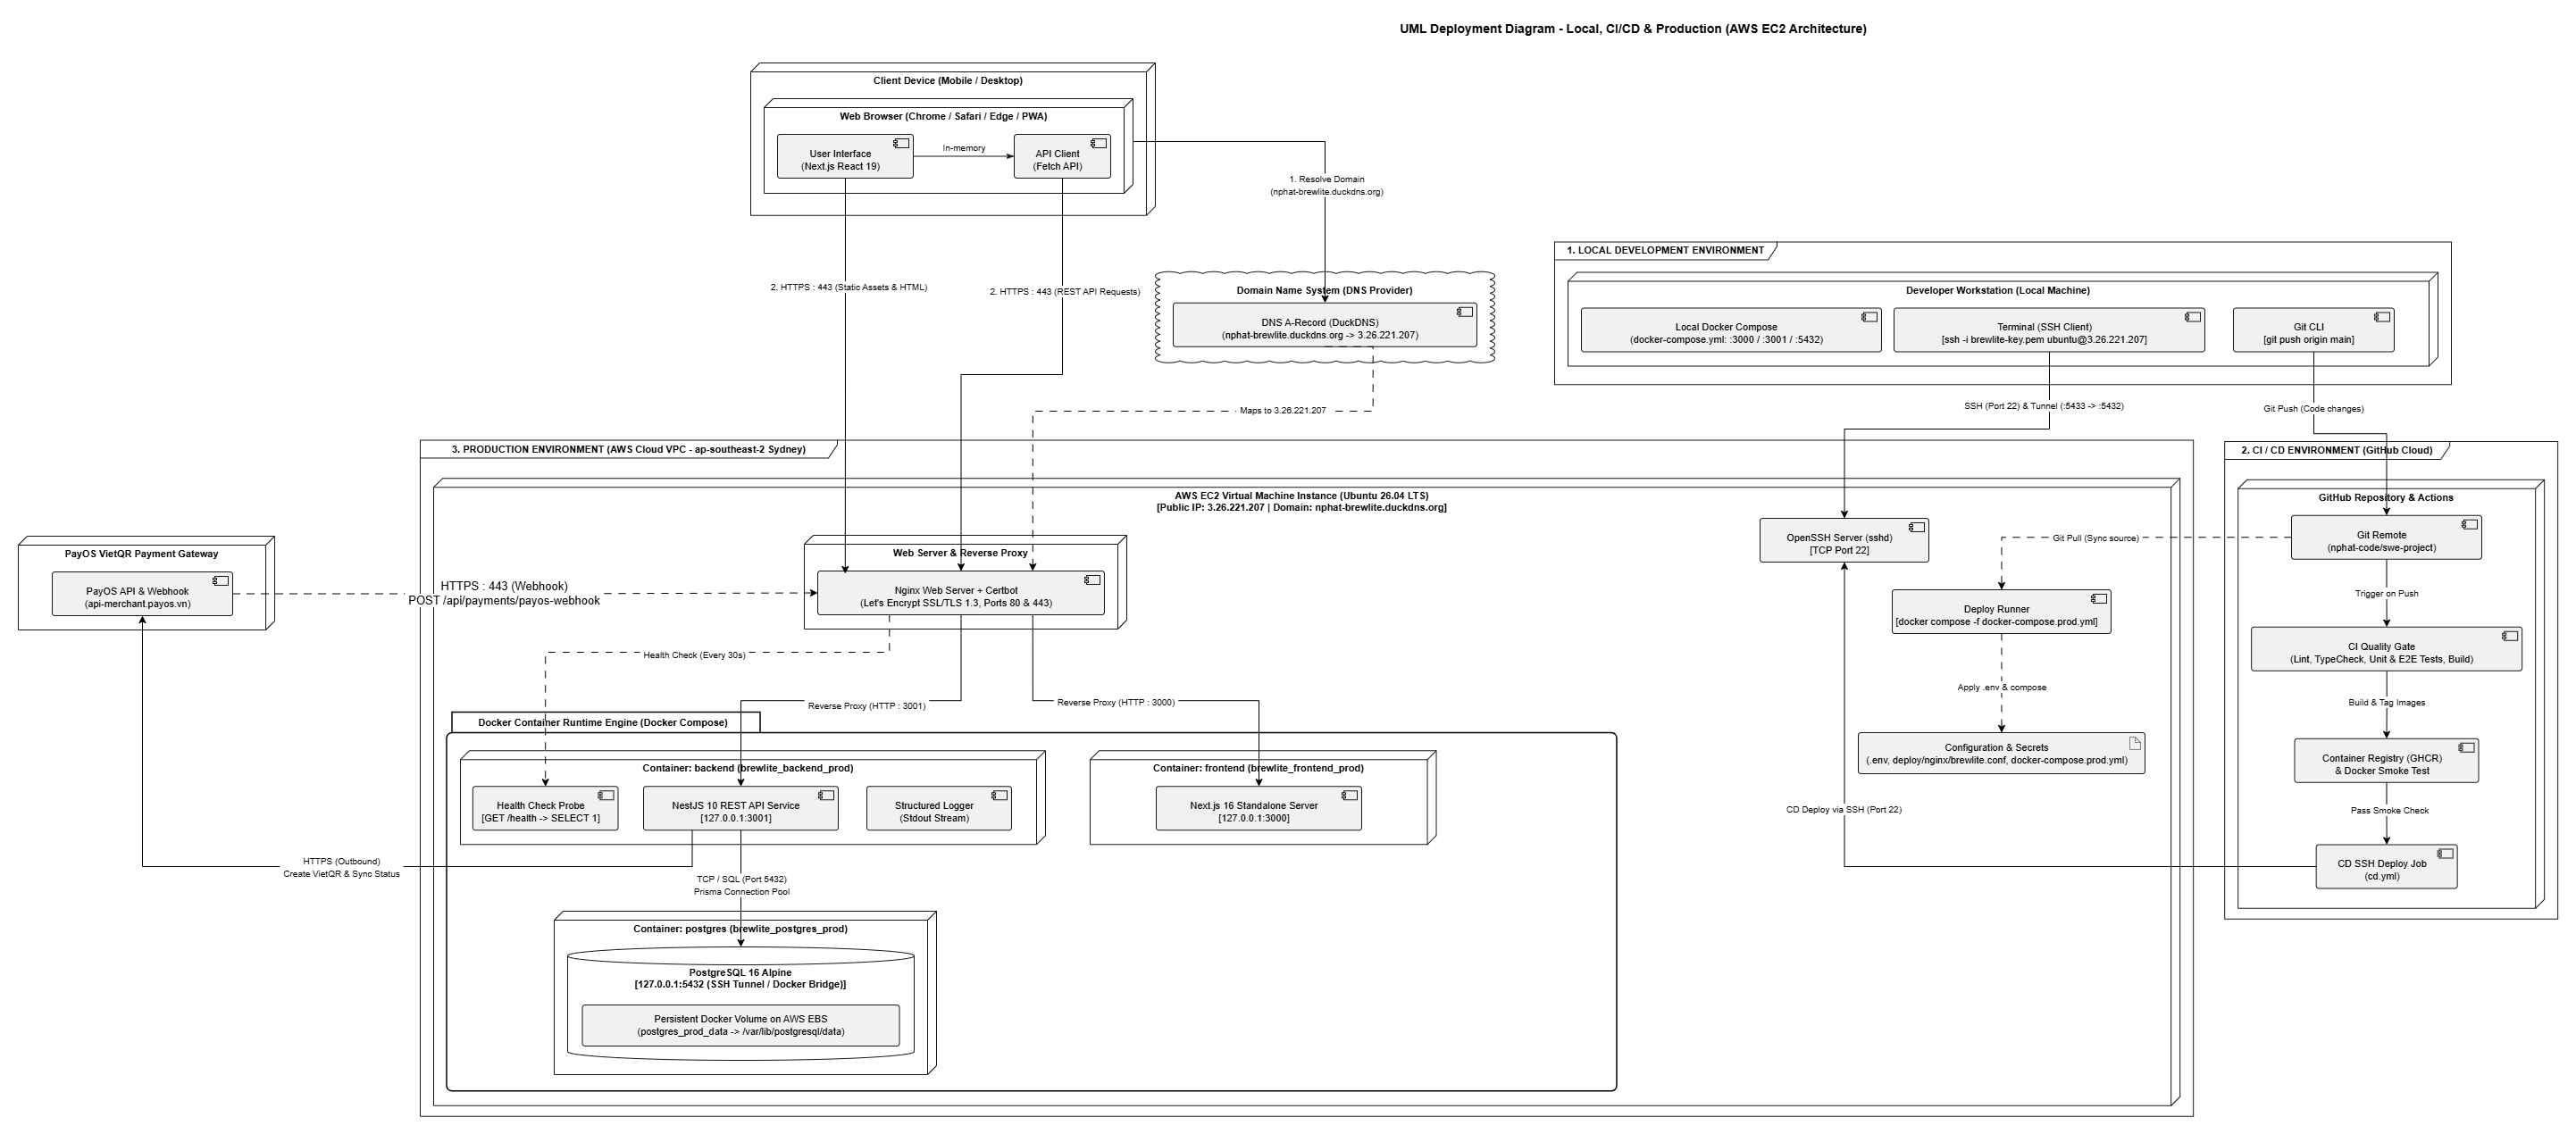 UML Deployment Diagram - Local, CI/CD & Production (AWS EC2 Architecture)
Client Device (Mobile / Desktop)
Web Browser (Chrome / Safari / Edge / PWA)
User Interface
(Next.js React 19)
In-memory
API Client
(Fetch API)
1. Resolve Domain
(nphat-brewlite.duckdns.org)
2. HTTPS : 443 (Static Assets & HTML)
2. HTTPS : 443 (REST API Requests)
Domain Name System (DNS Provider)
DNS A-Record (DuckDNS)
(nphat-brewlite.duckdns.org -> 3.26.221.207)
Maps to 3.26.221.207
1. LOCAL DEVELOPMENT ENVIRONMENT
Developer Workstation (Local Machine)
Local Docker Compose
(docker-compose.yml: :3000 / :3001 / :5432)
Terminal (SSH Client)
[ssh -i brewlite-key.pem ubuntu@3.26.221.207]
Git CLI
[git push origin main]
SSH (Port 22) & Tunnel (:5433 -> :5432)
Git Push (Code changes)
3. PRODUCTION ENVIRONMENT (AWS Cloud VPC - ap-southeast-2 Sydney)
AWS EC2 Virtual Machine Instance (Ubuntu 26.04 LTS)
[Public IP: 3.26.221.207 | Domain: nphat-brewlite.duckdns.org]
2. CI / CD ENVIRONMENT (GitHub Cloud)
GitHub Repository & Actions
Git Remote
(nphat-code/swe-project)
Trigger on Push
CI Quality Gate
(Lint, TypeCheck, Unit & E2E Tests, Build)
Build & Tag Images
Container Registry (GHCR)
& Docker Smoke Test
Pass Smoke Check
CD SSH Deploy Job
(cd.yml)
PayOS VietQR Payment Gateway
PayOS API & Webhook
(api-merchant.payos.vn)
HTTPS : 443 (Webhook)
POST /api/payments/payos-webhook
Web Server & Reverse Proxy
Nginx Web Server + Certbot
(Let's Encrypt SSL/TLS 1.3, Ports 80 & 443)
OpenSSH Server (sshd)
[TCP Port 22]
Git Pull (Sync source)
Deploy Runner
[docker compose -f docker-compose.prod.yml]
Apply .env & compose
Configuration & Secrets
(.env, deploy/nginx/brewlite.conf, docker-compose.prod.yml)
CD Deploy via SSH (Port 22)
Health Check (Every 30s)
Reverse Proxy (HTTP : 3001)
Reverse Proxy (HTTP : 3000)
Docker Container Runtime Engine (Docker Compose)
Container: backend (brewlite_backend_prod)
Health Check Probe
[GET /health -> SELECT 1]
NestJS 10 REST API Service
[127.0.0.1:3001]
Structured Logger
(Stdout Stream)
Container: frontend (brewlite_frontend_prod)
Next.js 16 Standalone Server
[127.0.0.1:3000]
HTTPS (Outbound)
Create VietQR & Sync Status
TCP / SQL (Port 5432)
Prisma Connection Pool
Container: postgres (brewlite_postgres_prod)
PostgreSQL 16 Alpine
[127.0.0.1:5432 (SSH Tunnel / Docker Bridge)]
Persistent Docker Volume on AWS EBS
(postgres_prod_data -> /var/lib/postgresql/data)